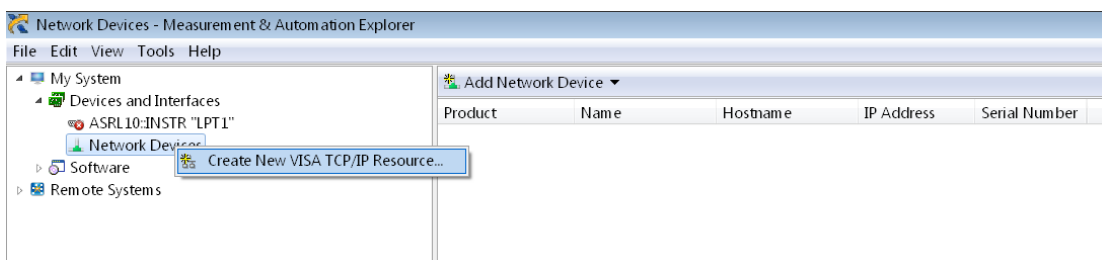 Network Devices - Measurement & Automation Explorer
File Edit View Tools Help
My System
Devices and Interfaces
ASRL10::INSTR "LPT1"
Network Devices
Create New VISA TCP/IP Resource...
Software
Remote Systems
Add Network Device
Product Name Hostname IP Address Serial Number